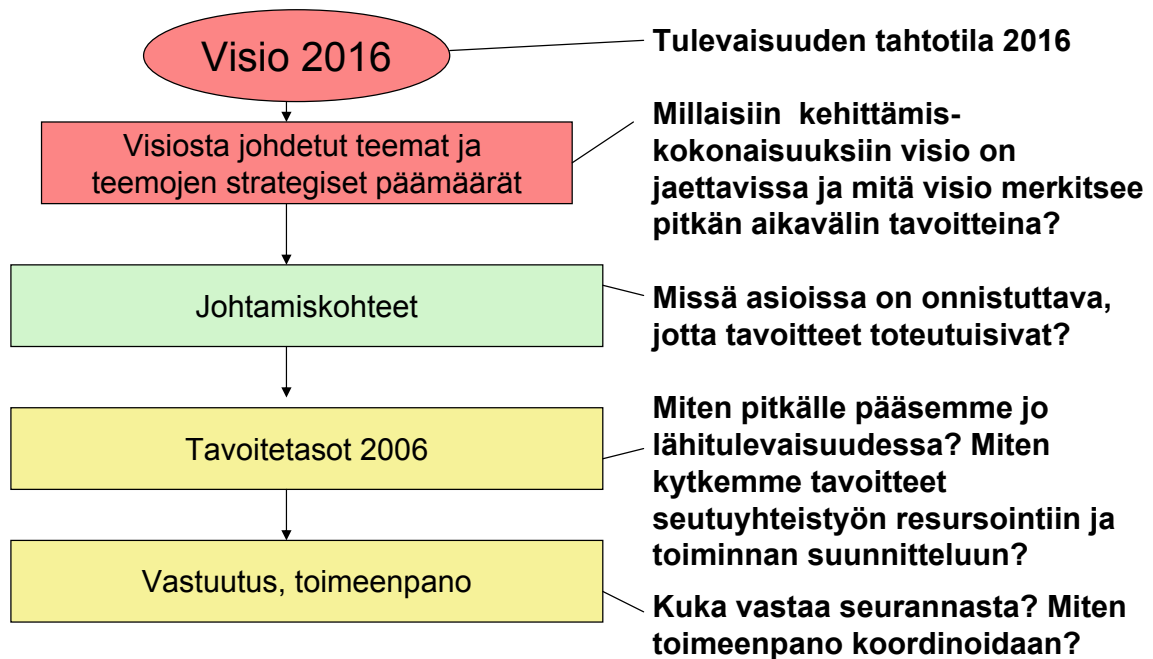 Visio 2016
Tulevaisuuden tahtotila 2016
Visiosta johdetut teemat ja
teemojen strategiset päämäärät
Millaisiin kehittämis-
kokonaisuuksiin visio on
jaettavissa ja mitä visio merkitsee
pitkän aikavälin tavoitteina?
Johtamiskohteet
Missä asioissa on onnistuttava,
jotta tavoitteet toteutuisivat?
Tavoitetasot 2006
Miten pitkälle pääsemme jo
lähitulevaisuudessa? Miten
kytkemme tavoitteet
seutuyhteistyön resursointiin ja
toiminnan suunnitteluun?
Vastuutus, toimeenpano
Kuka vastaa seurannasta? Miten
toimeenpano koordinoidaan?